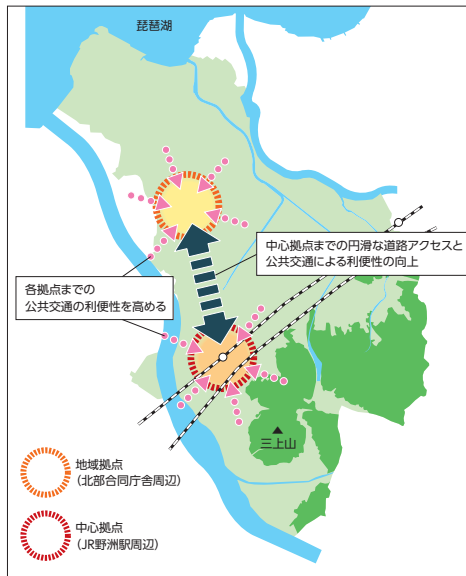 琵琶湖
中心拠点までの円滑な道路アクセスと
公共交通による利便性の向上
各拠点までの
公共交通の利便性を高める
三上山
地域拠点
(北部合同庁舎周辺)
中心拠点
(JR野洲駅周辺)